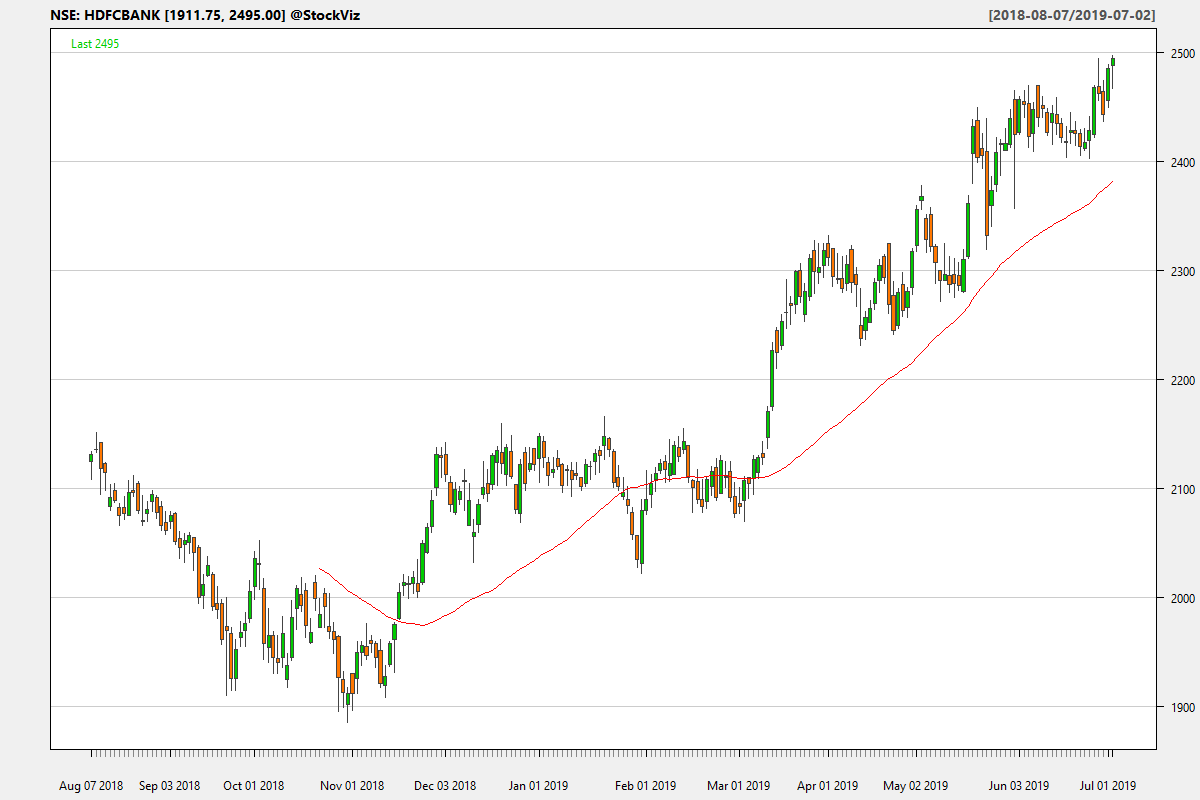 NSE: HDFCBANK [1911.75, 2495.00] @StockViz [2018-08-07/2019-07-02]
Last 2495
2500
2400
2300
2200
2100
2000
1900
Aug 07 2018 Sep 03 2018 Oct 01 2018 Nov 01 2018 Dec 03 2018 Jan 01 2019 Feb 01 2019 Mar 01 2019 Apr 01 2019 May 02 2019 Jun 03 2019 Jul 01 2019